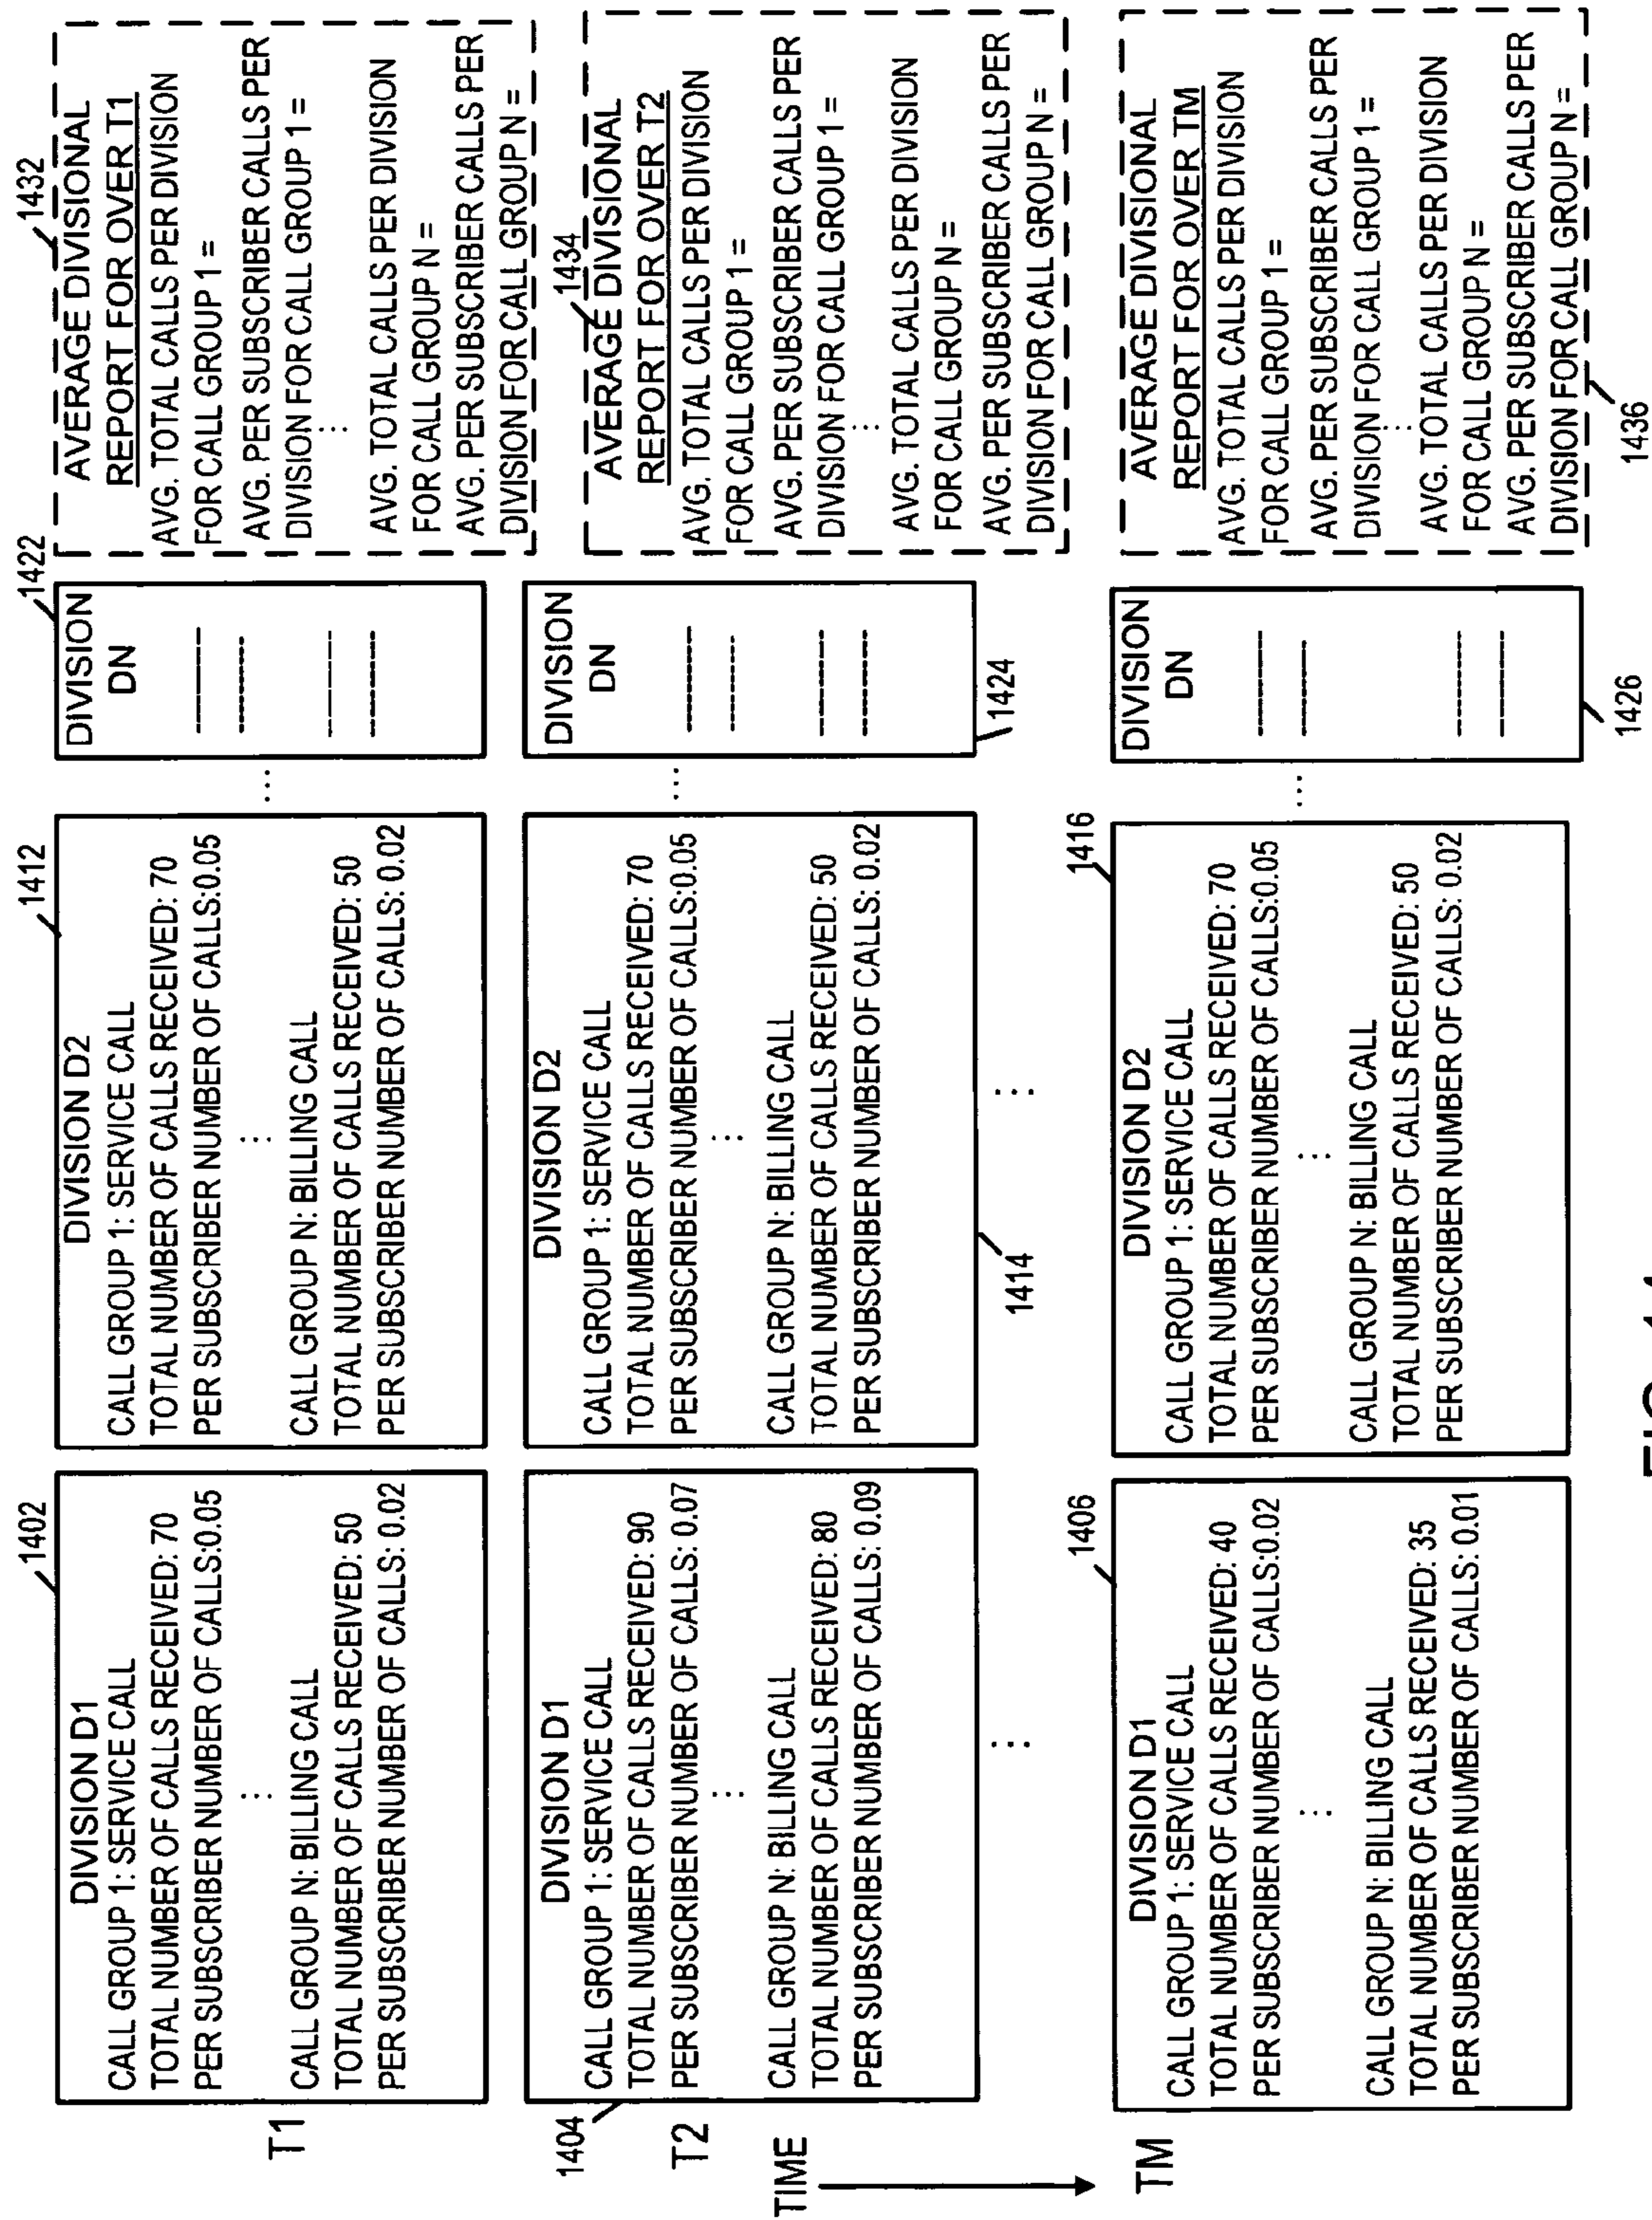 1402
DIVISION D1
CALL GROUP 1: SERVICE CALL
TOTAL NUMBER OF CALLS RECEIVED: 70
PER SUBSCRIBER NUMBER OF CALLS:0.05
...
CALL GROUP N: BILLING CALL
TOTAL NUMBER OF CALLS RECEIVED: 50
PER SUBSCRIBER NUMBER OF CALLS: 0.02
T1
1412
DIVISION D2
CALL GROUP 1: SERVICE CALL
TOTAL NUMBER OF CALLS RECEIVED: 70
PER SUBSCRIBER NUMBER OF CALLS:0.05
...
CALL GROUP N: BILLING CALL
TOTAL NUMBER OF CALLS RECEIVED: 50
PER SUBSCRIBER NUMBER OF CALLS: 0.02
...
1422
DIVISION
DN
1432
AVERAGE DIVISIONAL
REPORT FOR OVER T1
AVG. TOTAL CALLS PER DIVISION
FOR CALL GROUP 1 =
AVG. PER SUBSCRIBER CALLS PER
DIVISION FOR CALL GROUP 1 =
...
AVG. TOTAL CALLS PER DIVISION
FOR CALL GROUP N =
AVG. PER SUBSCRIBER CALLS PER
DIVISION FOR CALL GROUP N =
1404
DIVISION D1
CALL GROUP 1: SERVICE CALL
TOTAL NUMBER OF CALLS RECEIVED: 90
PER SUBSCRIBER NUMBER OF CALLS: 0.07
...
CALL GROUP N: BILLING CALL
TOTAL NUMBER OF CALLS RECEIVED: 80
PER SUBSCRIBER NUMBER OF CALLS: 0.09
T2
DIVISION D2
CALL GROUP 1: SERVICE CALL
TOTAL NUMBER OF CALLS RECEIVED: 70
PER SUBSCRIBER NUMBER OF CALLS:0.05
...
CALL GROUP N: BILLING CALL
TOTAL NUMBER OF CALLS RECEIVED: 50
PER SUBSCRIBER NUMBER OF CALLS: 0.02
1414
...
DIVISION
DN
1424
1434
AVERAGE DIVISIONAL
REPORT FOR OVER T2
AVG. TOTAL CALLS PER DIVISION
FOR CALL GROUP 1 =
AVG. PER SUBSCRIBER CALLS PER
DIVISION FOR CALL GROUP 1 =
...
AVG. TOTAL CALLS PER DIVISION
FOR CALL GROUP N =
AVG. PER SUBSCRIBER CALLS PER
DIVISION FOR CALL GROUP N =
TIME
...
...
1406
DIVISION D1
CALL GROUP 1: SERVICE CALL
TOTAL NUMBER OF CALLS RECEIVED: 40
PER SUBSCRIBER NUMBER OF CALLS:0.02
...
CALL GROUP N: BILLING CALL
TOTAL NUMBER OF CALLS RECEIVED: 35
PER SUBSCRIBER NUMBER OF CALLS: 0.01
TM
1416
DIVISION D2
CALL GROUP 1: SERVICE CALL
TOTAL NUMBER OF CALLS RECEIVED: 70
PER SUBSCRIBER NUMBER OF CALLS:0.05
...
CALL GROUP N: BILLING CALL
TOTAL NUMBER OF CALLS RECEIVED: 50
PER SUBSCRIBER NUMBER OF CALLS: 0.02
...
DIVISION
DN
1426
AVERAGE DIVISIONAL
REPORT FOR OVER TM
AVG. TOTAL CALLS PER DIVISION
FOR CALL GROUP 1 =
AVG. PER SUBSCRIBER CALLS PER
DIVISION FOR CALL GROUP 1 =
...
AVG. TOTAL CALLS PER DIVISION
FOR CALL GROUP N =
AVG. PER SUBSCRIBER CALLS PER
DIVISION FOR CALL GROUP N =
1436